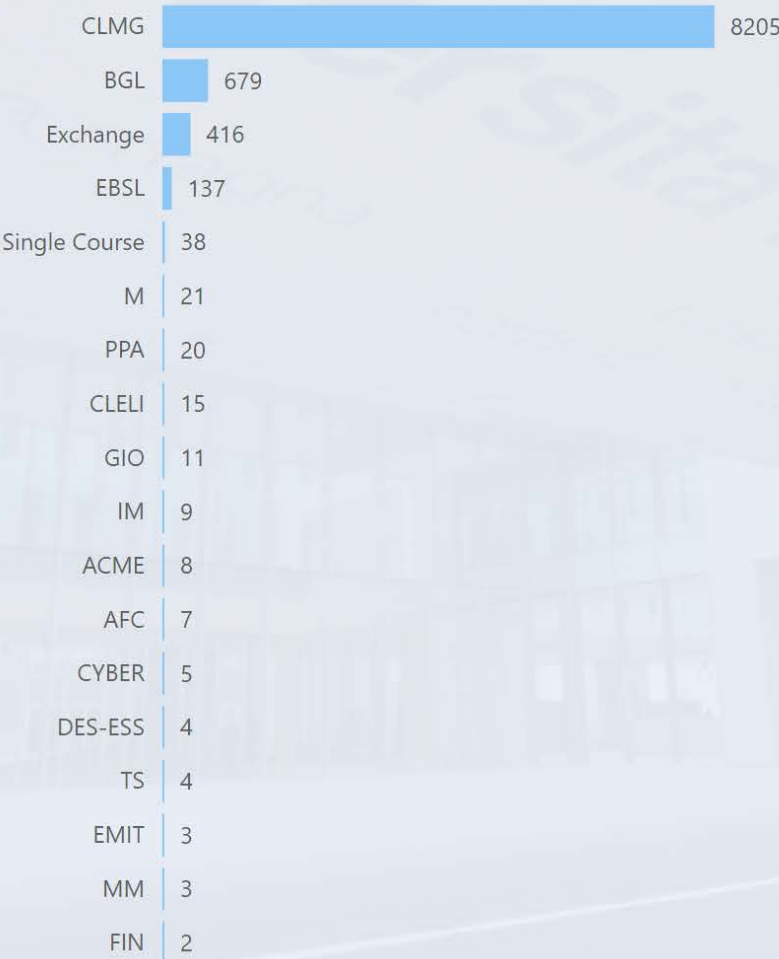 CLMG 8205
BGL 679
Exchange 416
EBSL 137
Single Course 38
M 21
PPA 20
CLELI 15
GIO 11
IM 9
ACME 8
AFC 7
CYBER 5
DES-ESS 4
TS 4
EMIT 3
MM 3
FIN 2